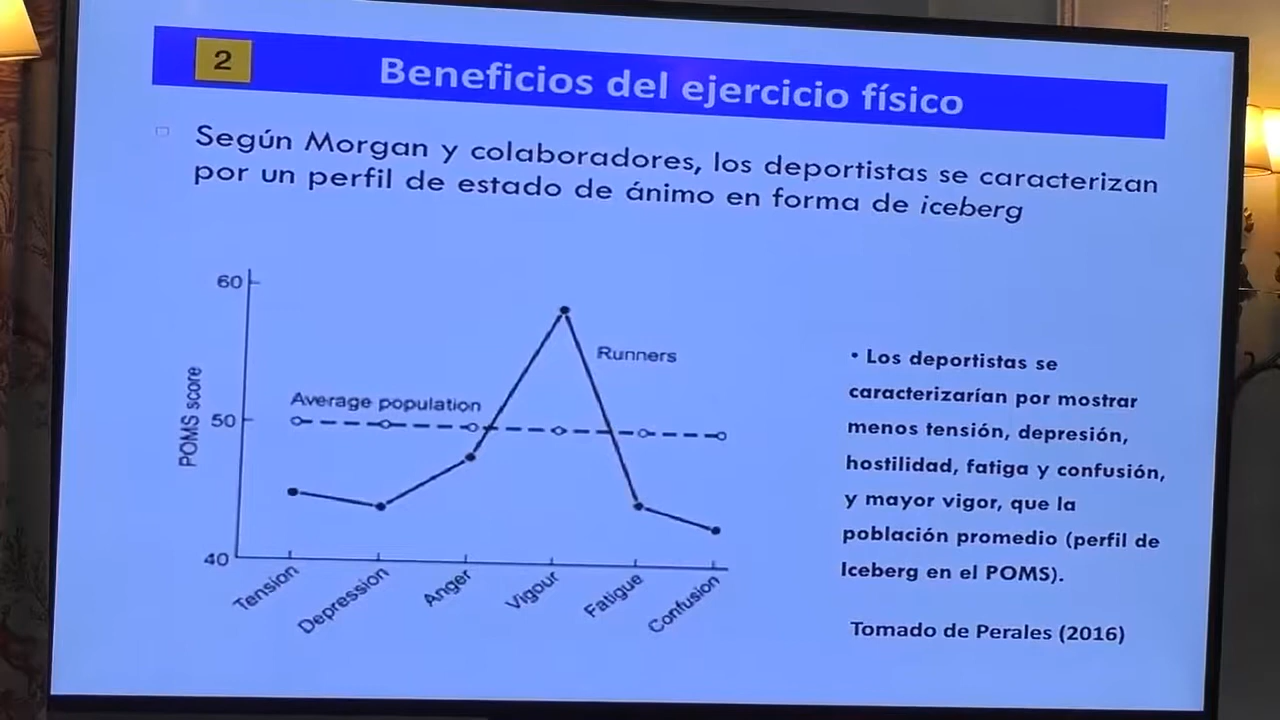 2
Beneficios del ejercicio físico
Según Morgan y colaboradores, los deportistas se caracterizan
por un perfil de estado de ánimo en forma de iceberg
60
50
40
POMS score
Average population
Runners
Tension
Depression
Anger
Vigour
Fatigue
Confusion
• Los deportistas se
caracterizarían por mostrar
menos tensión, depresión,
hostilidad, fatiga y confusión,
y mayor vigor, que la
población promedio (perfil de
Iceberg en el POMS).
Tomado de Perales (2016)